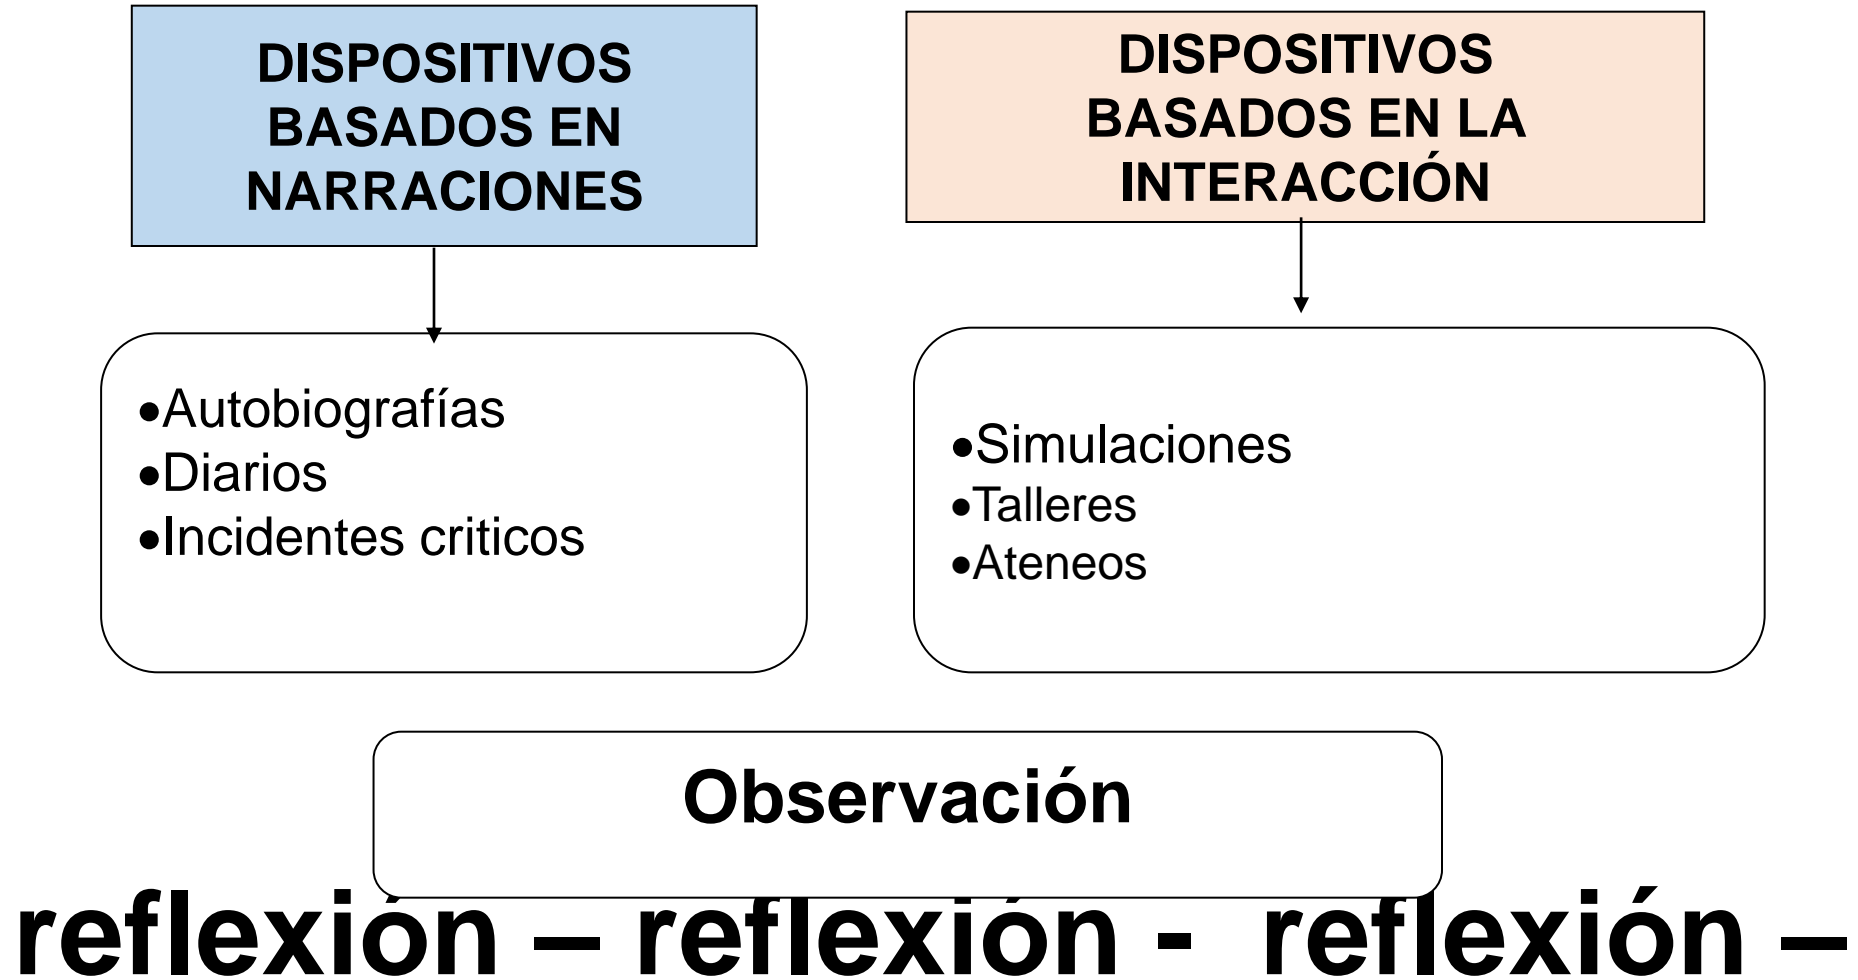 DISPOSITIVOS
BASADOS EN
NARRACIONES
DISPOSITIVOS
BASADOS EN LA
INTERACCIÓN
•Autobiografías
•Diarios
•Incidentes criticos
•Simulaciones
•Talleres
•Ateneos
Observación
reflexión – reflexión - reflexión –